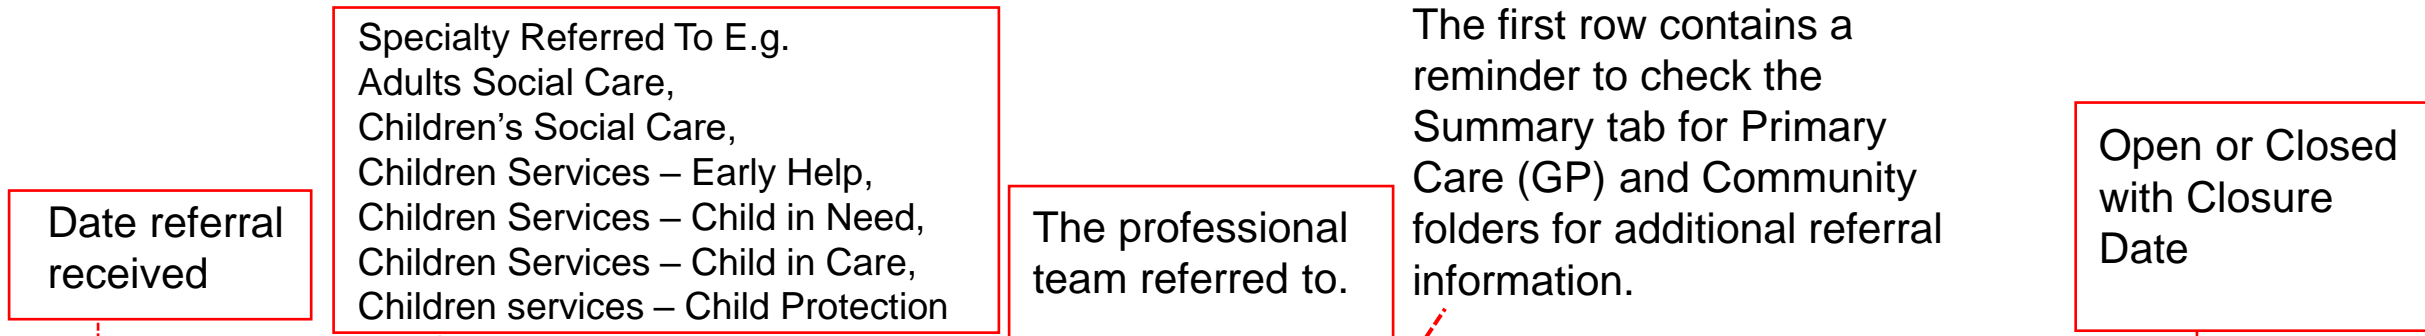 Date referral
received
Specialty Referred To E.g.
Adults Social Care,
Children’s Social Care,
Children Services – Early Help,
Children Services – Child in Need,
Children Services – Child in Care,
Children services – Child Protection
The professional
team referred to.
The first row contains a
reminder to check the
Summary tab for Primary
Care (GP) and Community
folders for additional referral
information.
Open or Closed
with Closure
Date